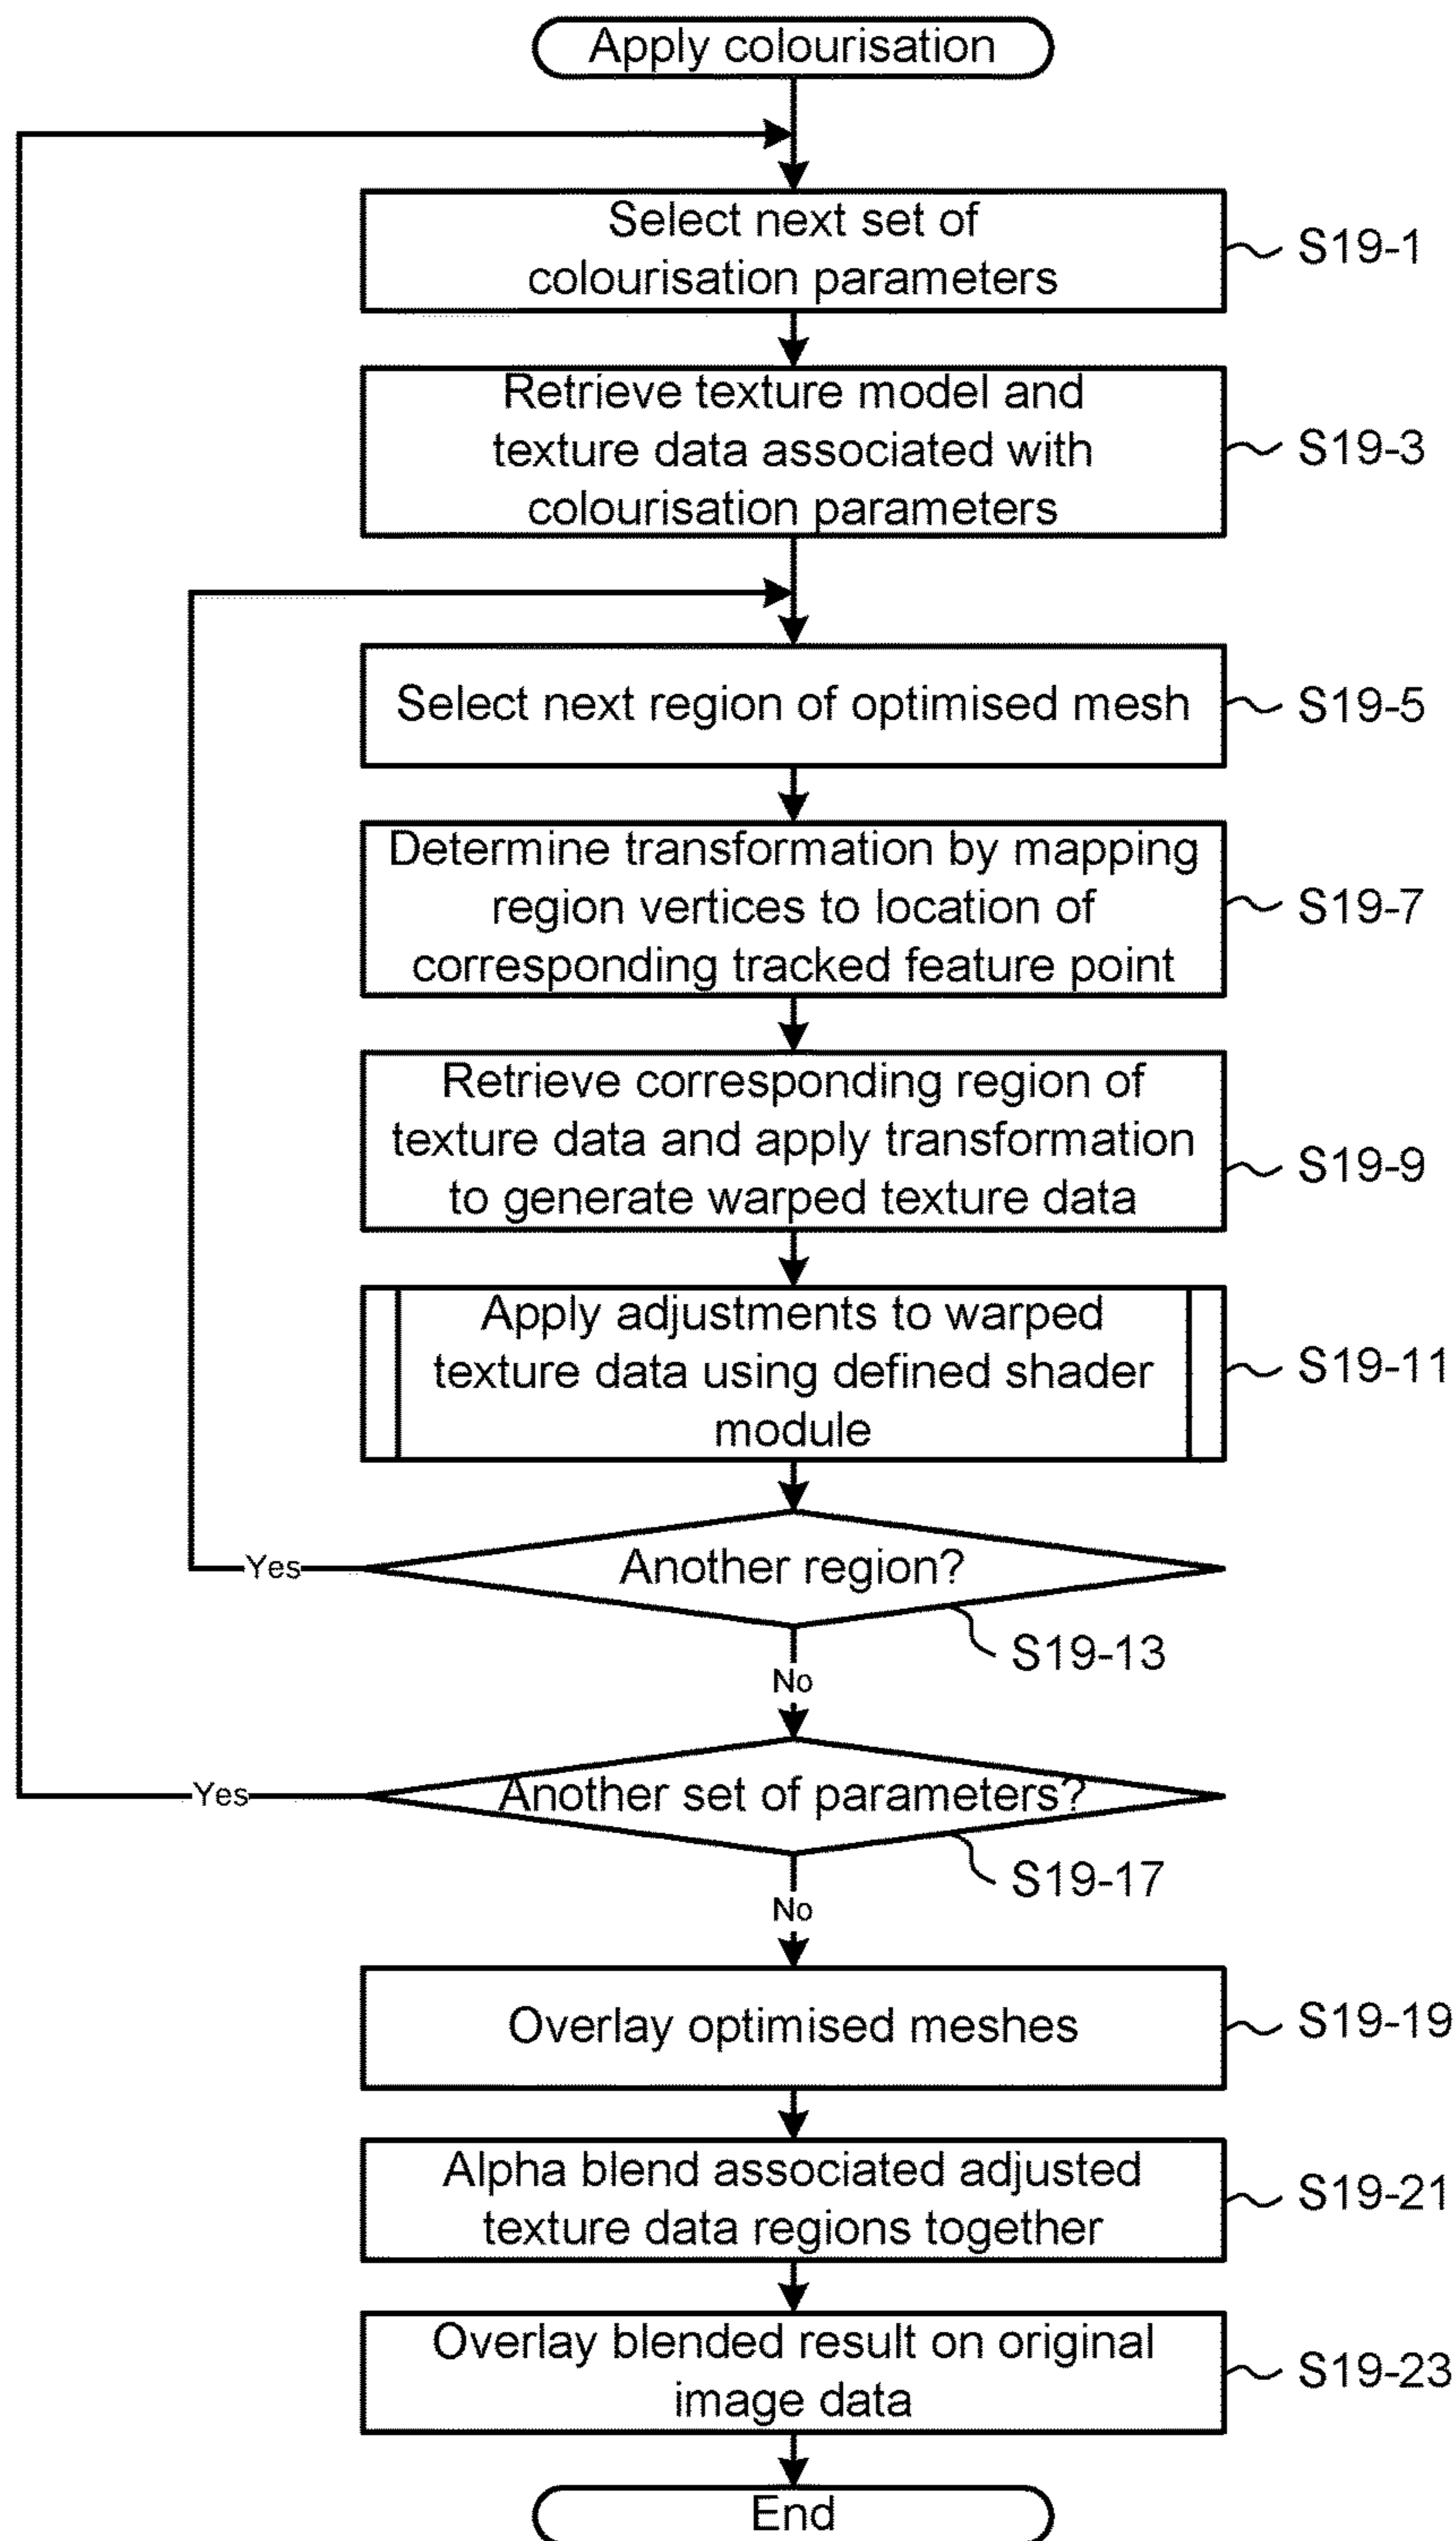 Apply colourisation
Select next set of
colourisation parameters
S19-1
Retrieve texture model and
texture data associated with
colourisation parameters
S19-3
Select next region of optimised mesh
S19-5
Determine transformation by mapping
region vertices to location of
corresponding tracked feature point
S19-7
Retrieve corresponding region of
texture data and apply transformation
to generate warped texture data
S19-9
Apply adjustments to warped
texture data using defined shader
module
S19-11
Yes
Another region?
S19-13
No
Yes
Another set of parameters?
S19-17
No
Overlay optimised meshes
S19-19
Alpha blend associated adjusted
texture data regions together
S19-21
Overlay blended result on original
image data
S19-23
End